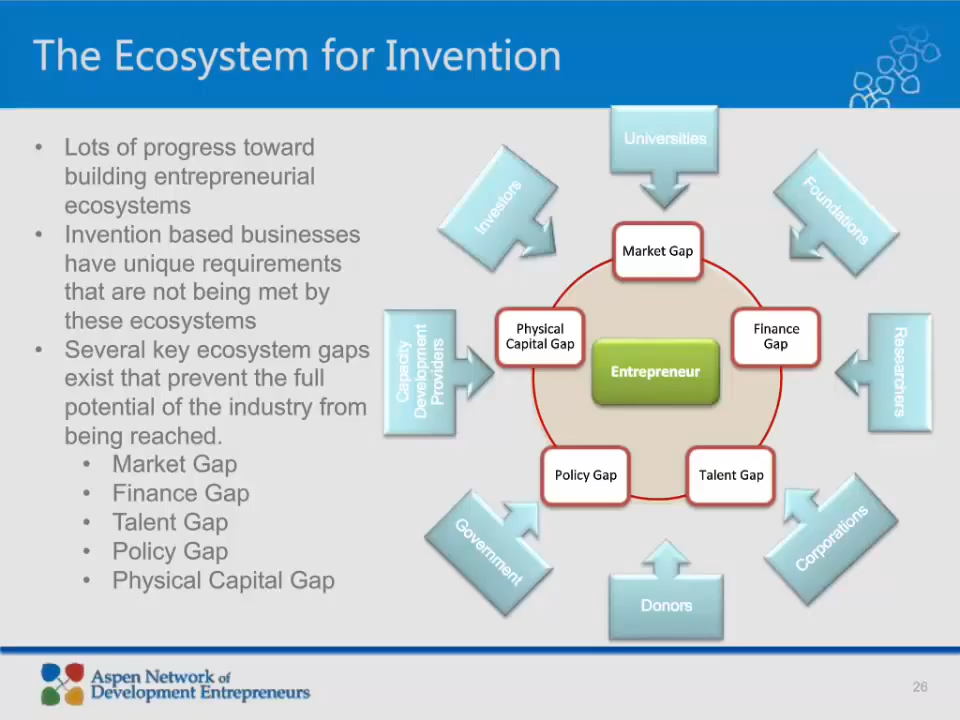 The Ecosystem for Invention
• Lots of progress toward
building entrepreneurial
ecosystems
• Invention based businesses
have unique requirements
that are not being met by
these ecosystems
• Several key ecosystem gaps
exist that prevent the full
potential of the industry from
being reached.
• Market Gap
• Finance Gap
• Talent Gap
• Policy Gap
• Physical Capital Gap
Universities
Investors
Foundations
Market Gap
Physical
Capital Gap
Finance
Gap
Capacity
Development
Providers
Entrepreneur
Researchers
Policy Gap
Talent Gap
Government
Corporations
Donors
Aspen Network of
Development Entrepreneurs
26